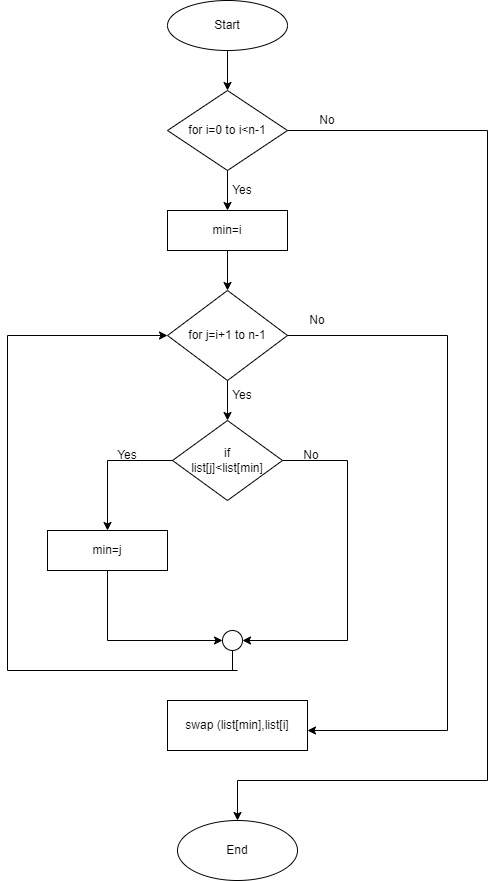 Start
for i=0 to i<n-1
No
Yes
min=i
for j=i+1 to n-1
No
Yes
if
list[j]<list[min]
Yes
No
min=j
swap (list[min],list[i]
End